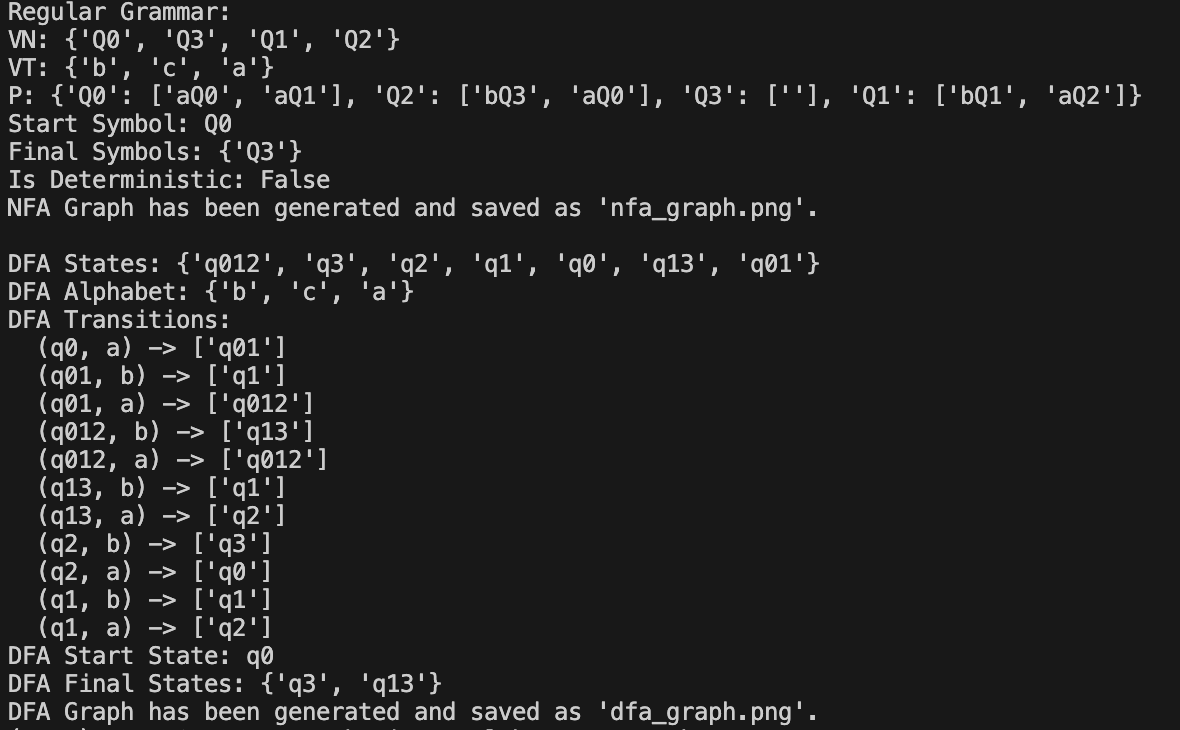 Regular Grammar:
VN: {'Q0', 'Q3', 'Q1', 'Q2'}
VT: {'b', 'c', 'a'}
P: {'Q0': ['aQ0', 'aQ1'], 'Q2': ['bQ3', 'aQ0'], 'Q3': [''], 'Q1': ['bQ1', 'aQ2']}
Start Symbol: Q0
Final Symbols: {'Q3'}
Is Deterministic: False
NFA Graph has been generated and saved as 'nfa_graph.png'.
DFA States: {'q012', 'q3', 'q2', 'q1', 'q0', 'q13', 'q01'}
DFA Alphabet: {'b', 'c', 'a'}
DFA Transitions:
(q0, a) -> ['q01']
(q01, b) -> ['q1']
(q01, a) -> ['q012']
(q012, b) -> ['q13']
(q012, a) -> ['q012']
(q13, b) -> ['q1']
(q13, a) -> ['q2']
(q2, b) -> ['q3']
(q2, a) -> ['q0']
(q1, b) -> ['q1']
(q1, a) -> ['q2']
DFA Start State: q0
DFA Final States: {'q3', 'q13'}
DFA Graph has been generated and saved as 'dfa_graph.png'.